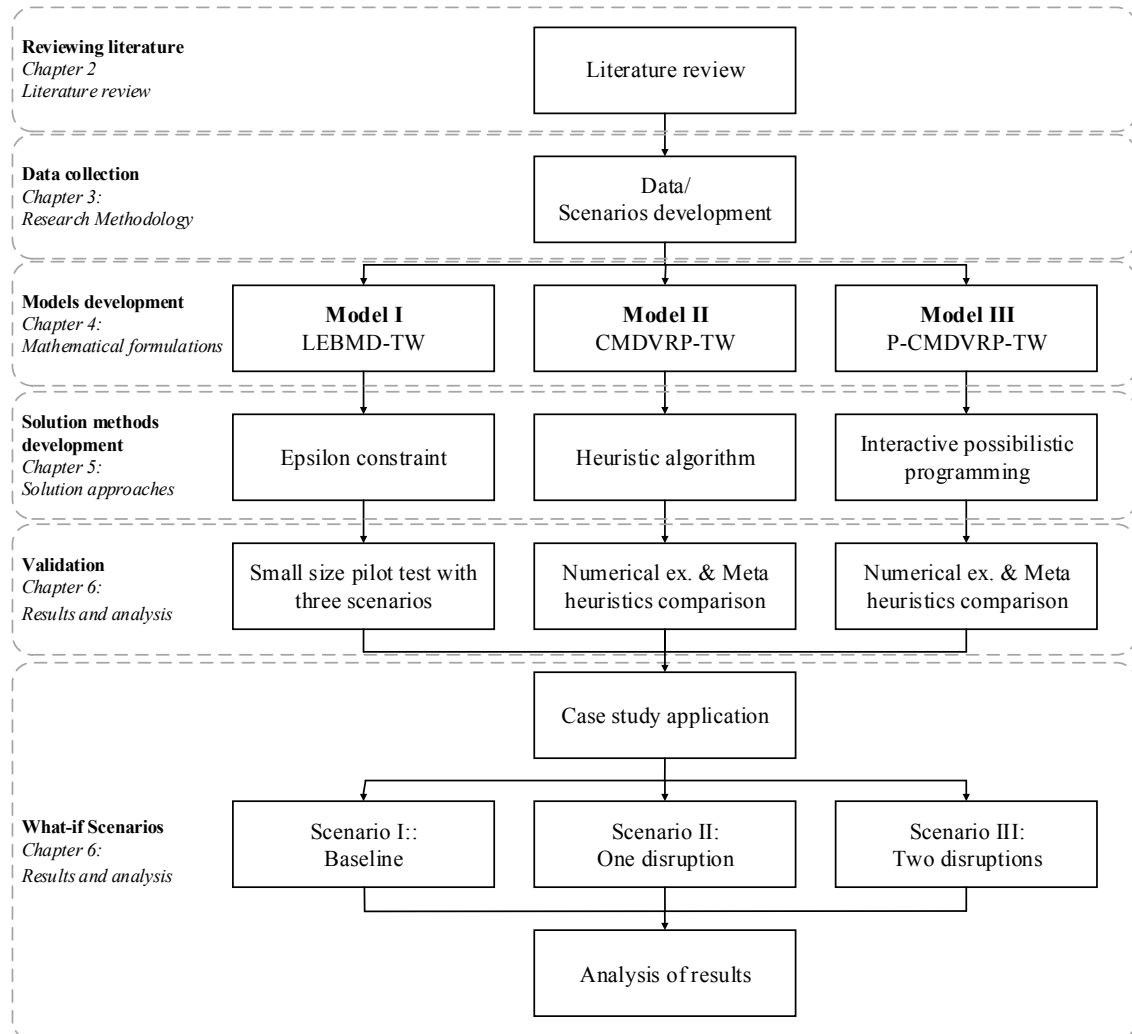 Reviewing literature
Chapter 2
Literature review
Literature review
Data collection
Chapter 3:
Research Methodology
Data/
Scenarios development
Models development
Chapter 4:
Mathematical formulations
Model I
LEBMD-TW
Model II
CMDVRP-TW
Model III
P-CMDVRP-TW
Solution methods
development
Chapter 5:
Solution approaches
Epsilon constraint
Heuristic algorithm
Interactive possibilistic
programming
Validation
Chapter 6:
Results and analysis
Small size pilot test with
three scenarios
Numerical ex. & Meta
heuristics comparison
Numerical ex. & Meta
heuristics comparison
Case study application
What-if Scenarios
Chapter 6:
Results and analysis
Scenario I::
Baseline
Scenario II:
One disruption
Scenario III:
Two disruptions
Analysis of results